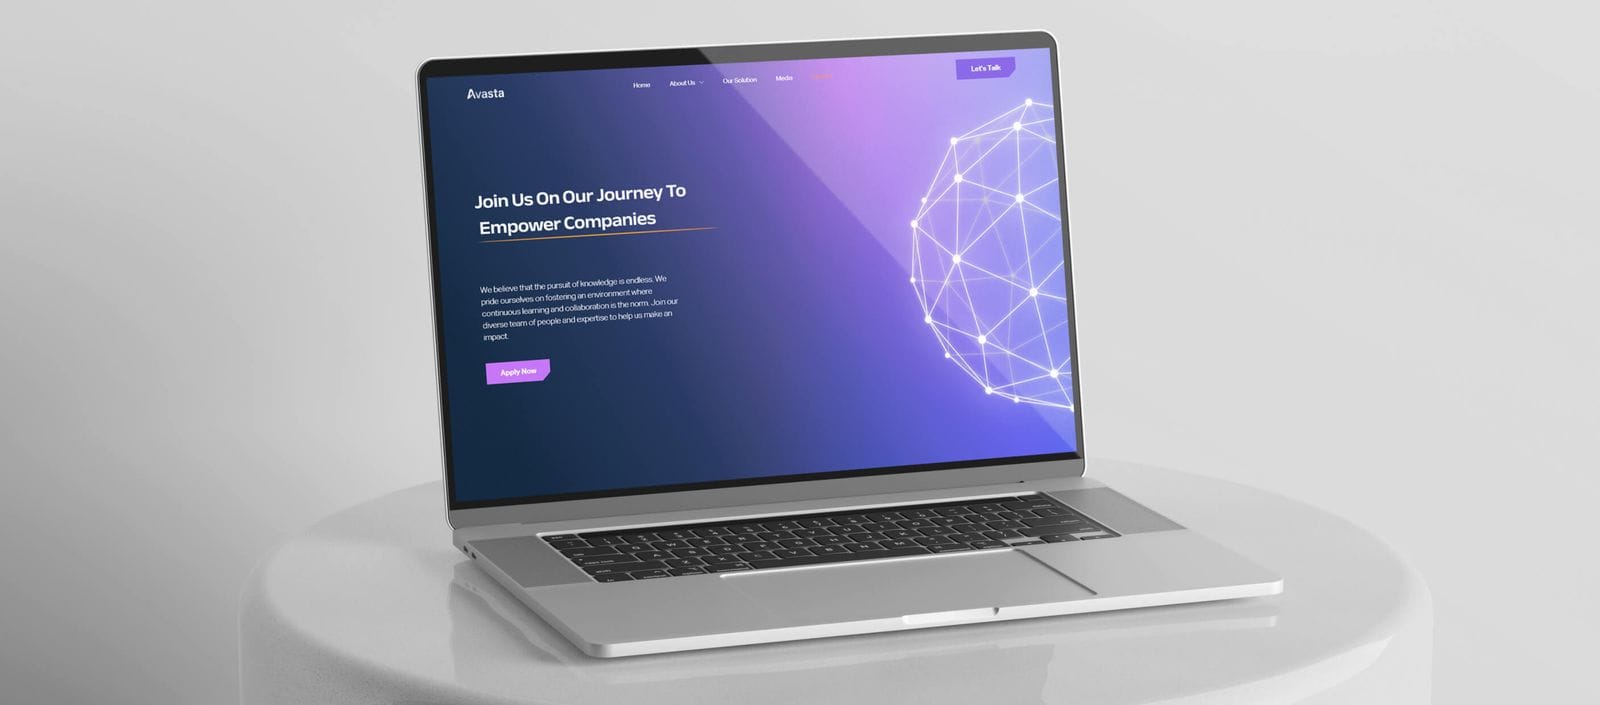 Avasta
Home
About Us
Our Solution
Media
Let's Talk
Join Us On Our Journey To
Empower Companies
We believe that the pursuit of knowledge is endless. We
pride ourselves on fostering an environment where
continuous learning and collaboration is the norm. Join our
diverse team of people and expertise to help us make an
impact.
Apply Now